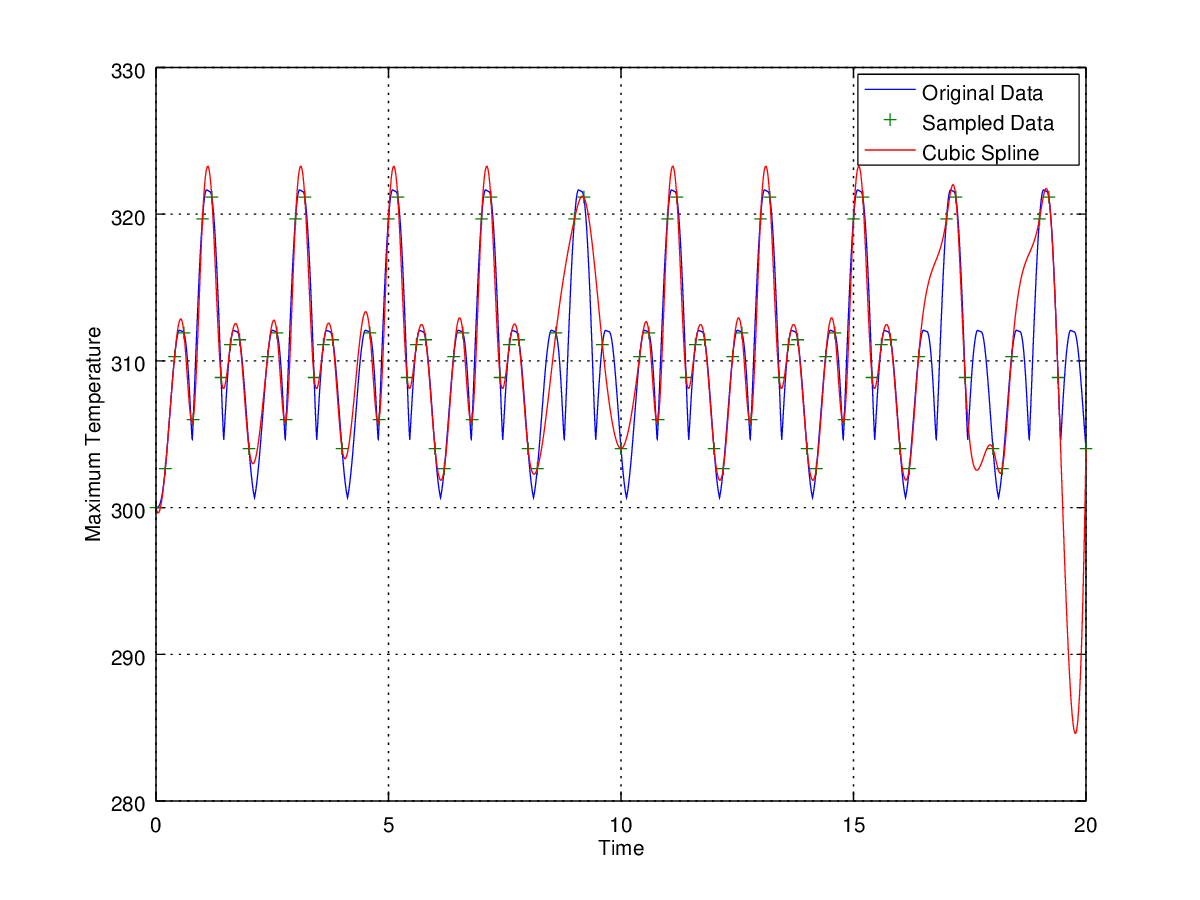 330
320
310
300
290
280
Maximum Temperature
Original Data
Sampled Data
Cubic Spline
0 5 10 15 20
Time